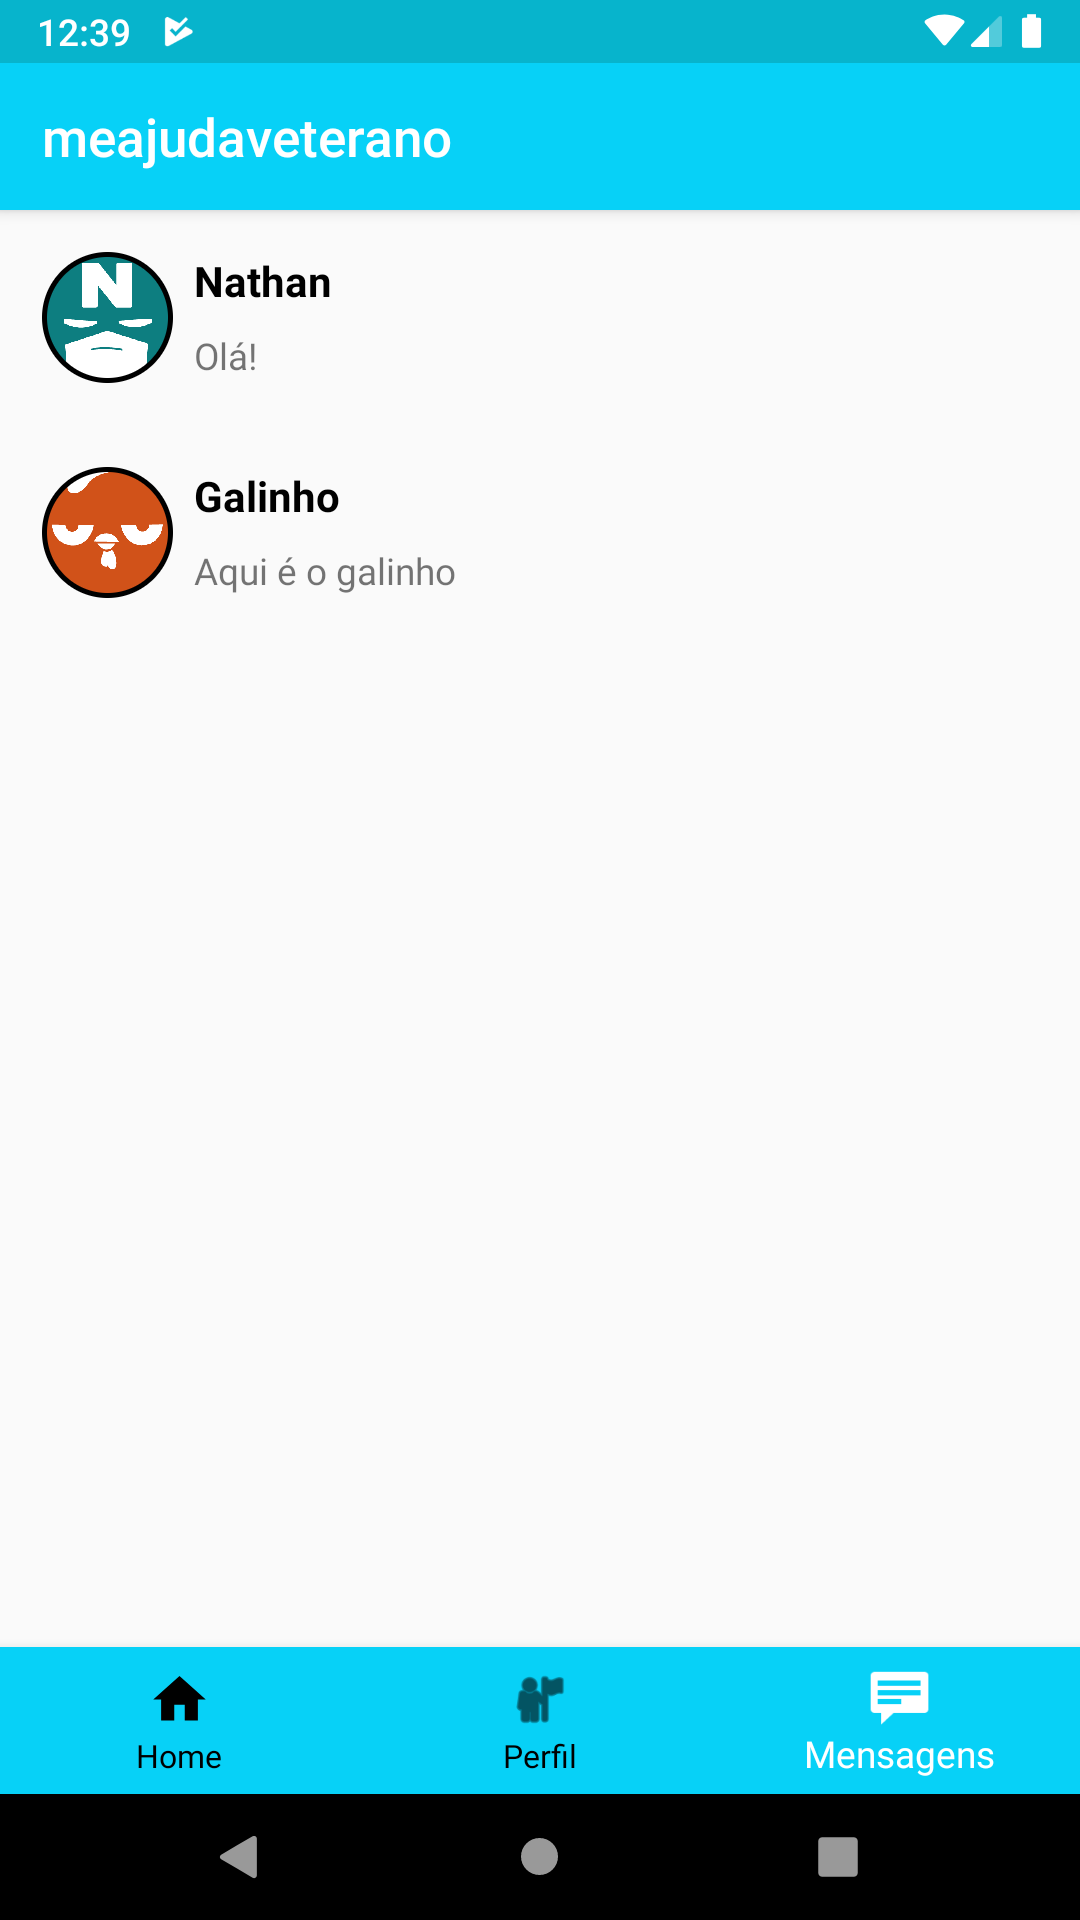 12:39
meajudaveterano
N
Nathan
Olá!
Galinho
Aqui é o galinho
Home
Perfil
Mensagens